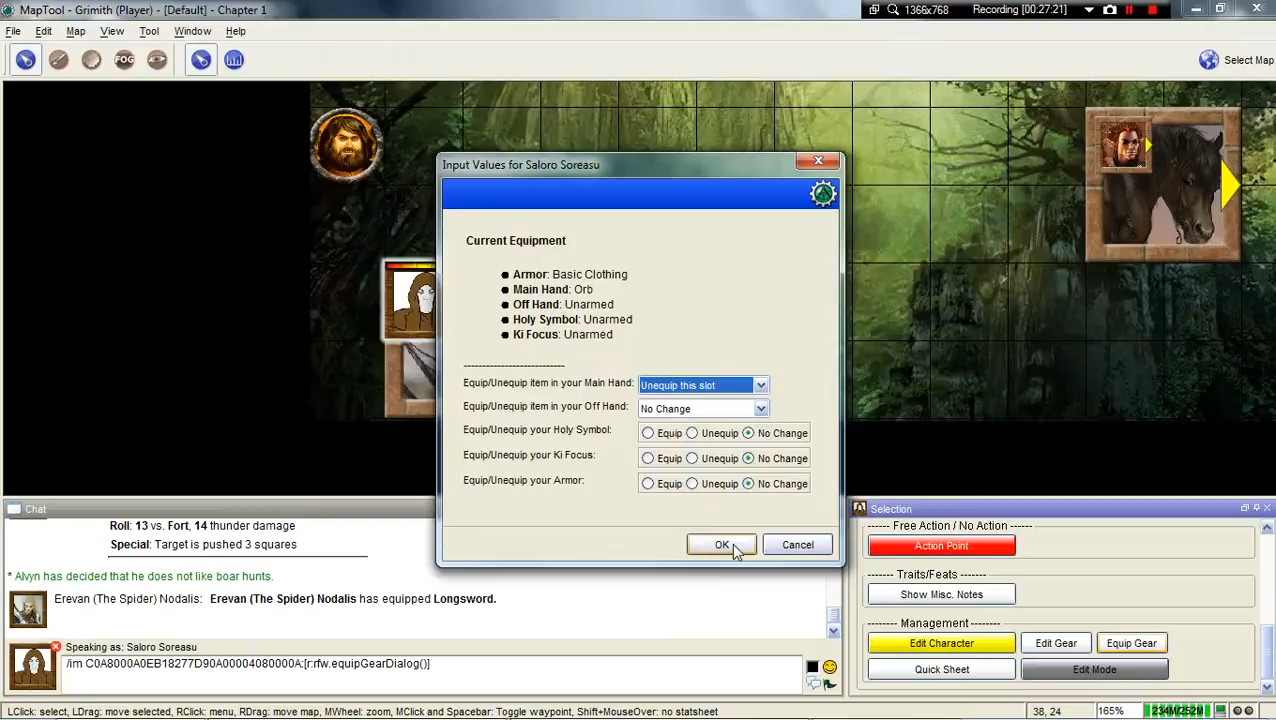 MapTool - Grimith (Player) - [Default] - Chapter 1
1366x768
Recording [00:27:21]
File Edit Map View Tool Window Help
FOG
Select Map
Input Values for Saloro Soreasu
Current Equipment
Armor: Basic Clothing
Main Hand: Orb
Off Hand: Unarmed
Holy Symbol: Unarmed
Ki Focus: Unarmed
----------------------------
Equip/Unequip item in your Main Hand: Unequip this slot
Equip/Unequip item in your Off Hand: No Change
Equip/Unequip your Holy Symbol: Equip Unequip No Change
Equip/Unequip your Ki Focus: Equip Unequip No Change
Equip/Unequip your Armor: Equip Unequip No Change
OK Cancel
Chat
Roll: 13 vs. Fort, 14 thunder damage
Special: Target is pushed 3 squares
* Alvyn has decided that he does not like boar hunts.
Erevan (The Spider) Nodalis: Erevan (The Spider) Nodalis has equipped Longsword.
Speaking as: Saloro Soreasu
/im C0A8000A0EB18277D90A00004080000A:[r:rfw.equipGearDialog()]
Selection
------ Free Action / No Action ------
Action Point
-------- Traits/Feats --------
Show Misc. Notes
-------- Management --------
Edit Character Edit Gear Equip Gear
Quick Sheet Edit Mode
LClick: select, LDrag: move selected, RClick: menu, RDrag: move map, MWheel: zoom, MClick and Spacebar: Toggle waypoint, Shift+MouseOver: no statsheet
38, 24 165% 234M/252M